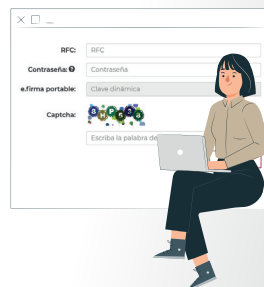 RFC: RFC
Contraseña: Contraseña
e.firma portable: Clave dinámica
Captcha:
Escriba la palabra de